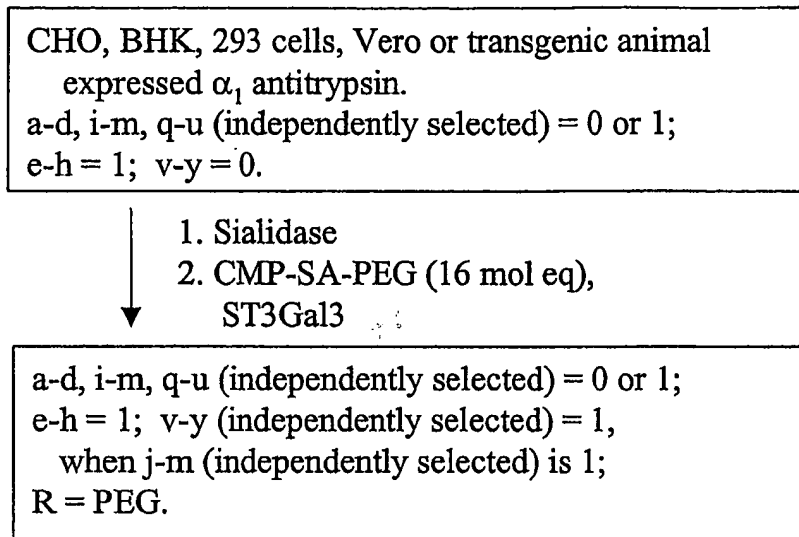 CHO, BHK, 293 cells, Vero or transgenic animal
expressed α₁ antitrypsin.
a-d, i-m, q-u (independently selected) = 0 or 1;
e-h = 1; v-y = 0.
1. Sialidase
2. CMP-SA-PEG (16 mol eq),
ST3Gal3
a-d, i-m, q-u (independently selected) = 0 or 1;
e-h = 1; v-y (independently selected) = 1,
when j-m (independently selected) is 1;
R = PEG.